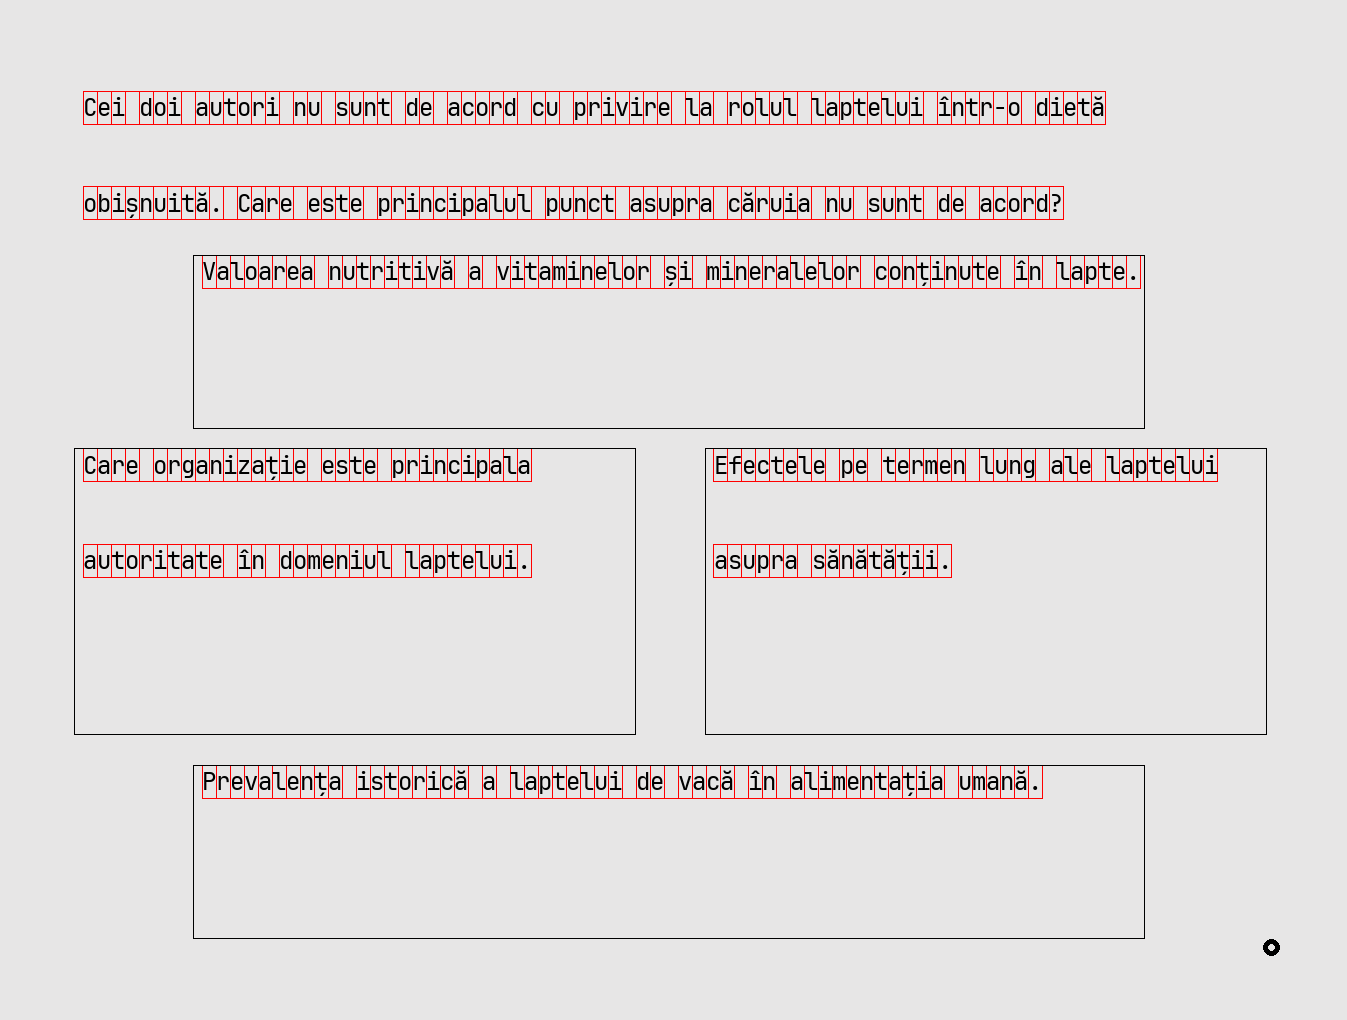 Cei doi autori nu sunt de acord cu privire la rolul laptelui într-o dietă
obișnuită. Care este principalul punct asupra căruia nu sunt de acord?
Valoarea nutritivă a vitaminelor și mineralelor conținute în lapte.
Care organizație este principala
autoritate în domeniul laptelui.
Efectele pe termen lung ale laptelui
asupra sănătății.
Prevalența istorică a laptelui de vacă în alimentația umană.